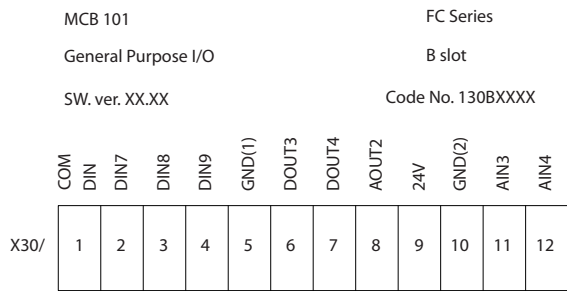 MCB 101
FC Series
General Purpose I/O
B slot
SW. ver. XX.XX
Code No. 130BXXXX
COM
DIN
DIN7
DIN8
DIN9
GND(1)
DOUT3
DOUT4
AOUT2
24V
GND(2)
AIN3
AIN4
X30/ 1 2 3 4 5 6 7 8 9 10 11 12